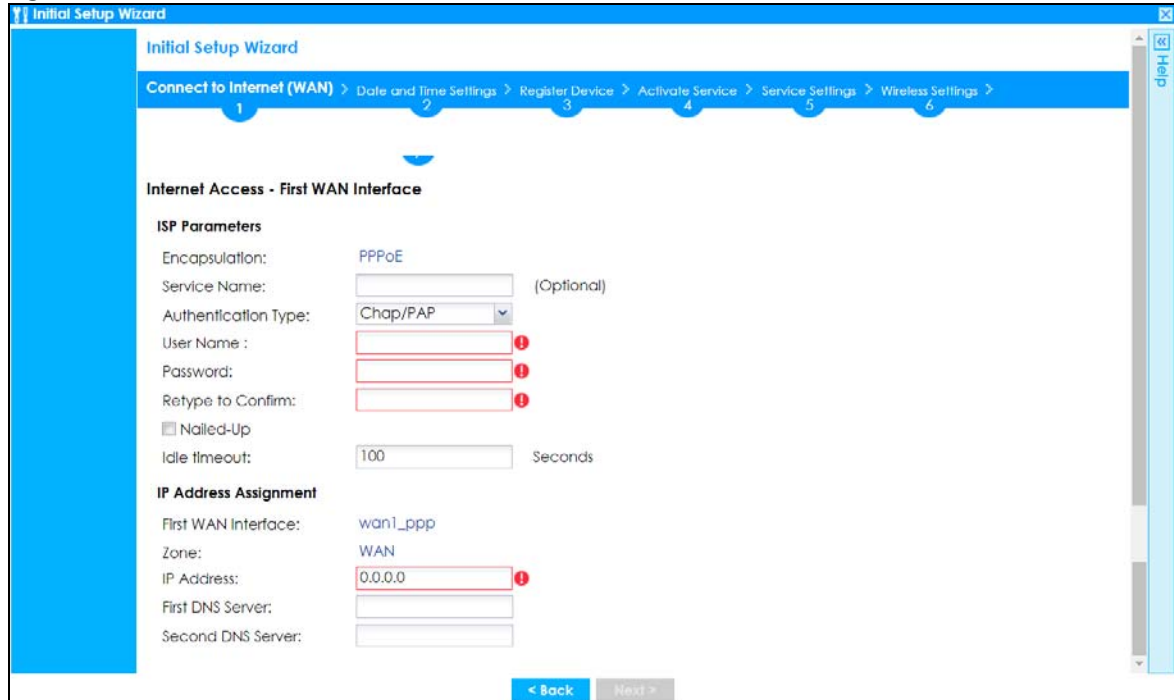 Initial Setup Wizard
Help
Initial Setup Wizard
Connect to Internet (WAN) > Date and Time Settings > Register Device > Activate Service > Service Settings > Wireless Settings >
1 2 3 4 5 6
Internet Access - First WAN Interface
ISP Parameters
Encapsulation: PPPoE
Service Name: (Optional)
Authentication Type: Chap/PAP
User Name :
Password:
Retype to Confirm:
Nailed-Up
Idle timeout: 100 Seconds
IP Address Assignment
First WAN Interface: wan1_ppp
Zone: WAN
IP Address: 0.0.0.0
First DNS Server:
Second DNS Server:
< Back Next >